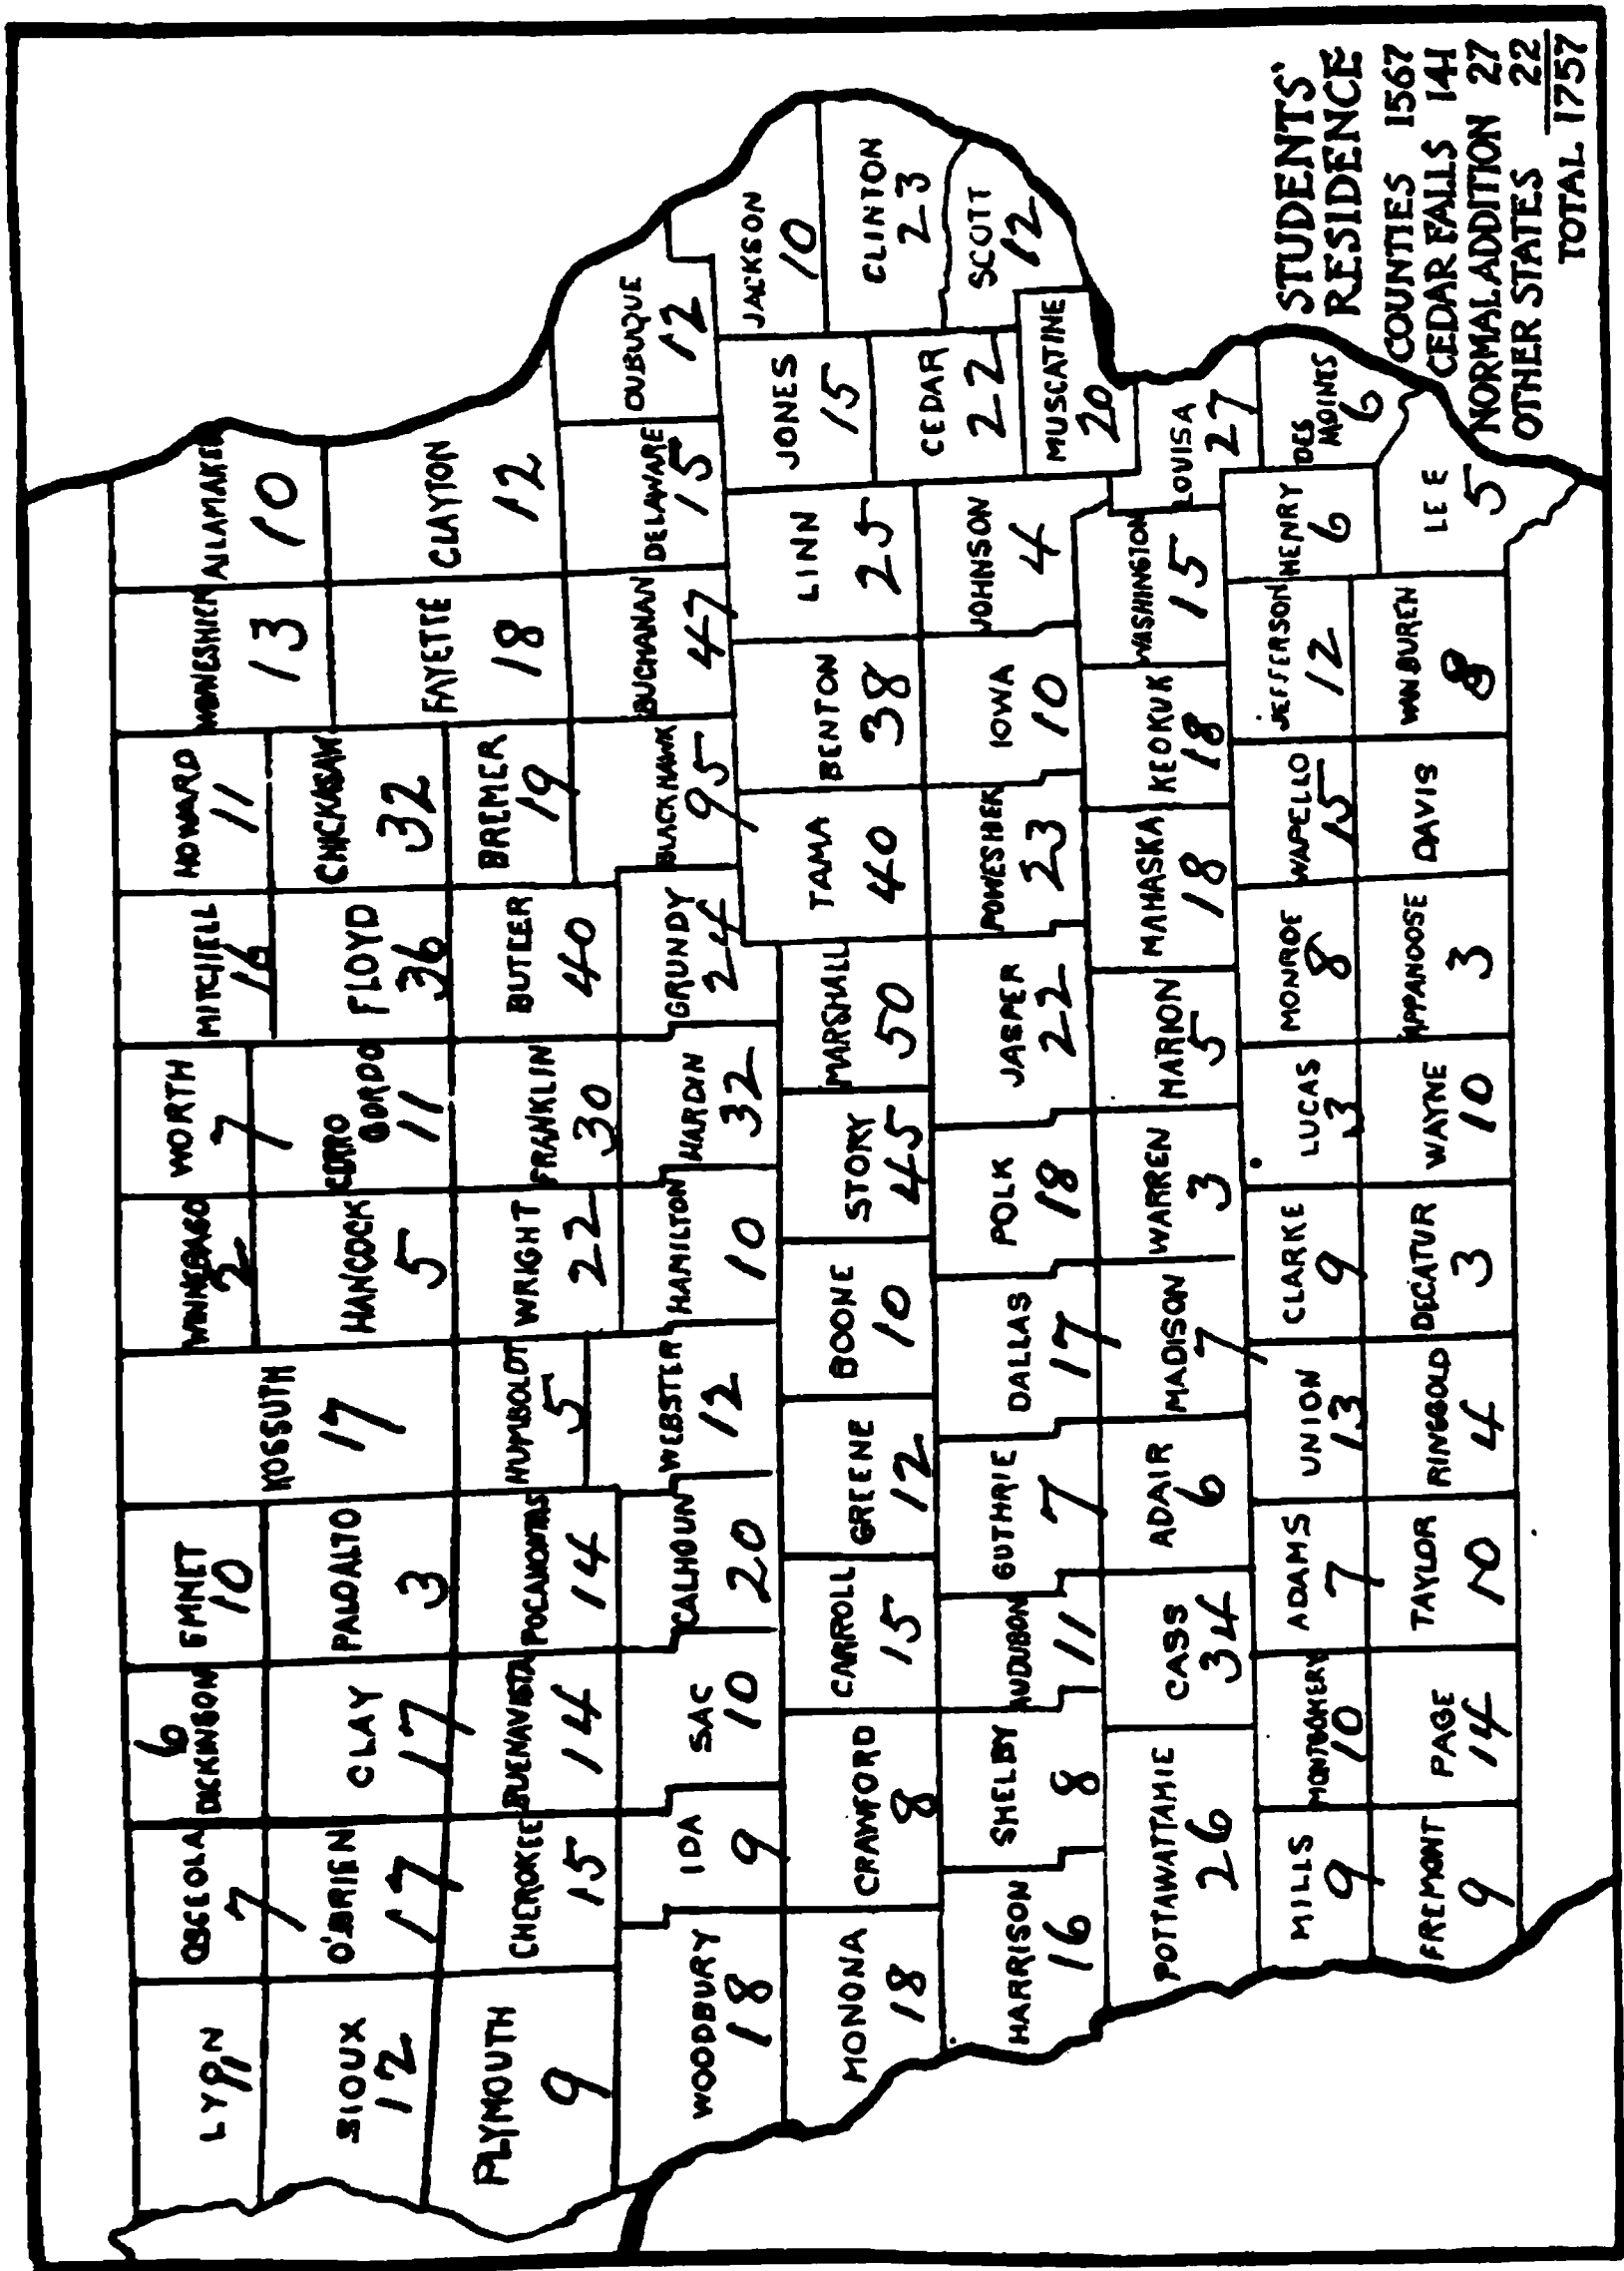 LYON
11
OSCEOLA
7
6
DICKINSON
EMMET
10
KOSSUTH
17
WINNEBAGO
2
WORTH
7
MITCHELL
16
HOWARD
11
WINNESHIEK
13
ALLAMAKEE
10
SIOUX
12
O'BRIEN
17
CLAY
17
PALO ALTO
3
HANCOCK
5
CERRO
GORDO
11
FLOYD
36
CHICKASAW
32
FAYETTE
18
CLAYTON
12
PLYMOUTH
9
CHEROKEE
15
BUENA VISTA
14
POCAHONTAS
14
HUMBOLDT
5
WRIGHT
22
FRANKLIN
30
BUTLER
40
BREMER
19
WOODBURY
18
IDA
9
SAC
10
CALHOUN
20
WEBSTER
12
HAMILTON
10
HARDIN
32
GRUNDY
24
BLACK HAWK
95
BUCHANAN
47
DELAWARE
15
DUBUQUE
12
MONONA
18
CRAWFORD
8
CARROLL
15
GREENE
12
BOONE
10
STORY
45
MARSHALL
50
TAMA
40
BENTON
38
LINN
25
JONES
15
JACKSON
10
CLINTON
23
HARRISON
16
SHELBY
8
AUDUBON
11
GUTHRIE
7
DALLAS
17
POLK
18
JASPER
22
POWESHEK
23
IOWA
10
JOHNSON
4
CEDAR
22
SCOTT
12
MUSCATINE
20
POTTAWATTAMIE
26
CASS
34
ADAIR
6
MADISON
7
WARREN
3
MARION
5
MAHASKA
18
KEOKUK
18
WASHINGTON
15
LOUISA
27
MILLS
9
MONTGOMERY
10
ADAMS
7
UNION
13
CLARKE
9
LUCAS
3
MONROE
8
WAPELLO
15
JEFFERSON
12
HENRY
6
DES
MOINES
6
FREMONT
9
PAGE
14
TAYLOR
10
RINGGOLD
4
DECATUR
3
WAYNE
10
APPANOOSE
3
DAVIS
VAN BUREN
8
LEE
5
STUDENTS'
RESIDENCE
COUNTIES 1567
CEDAR FALLS 141
NORMAL ADDITION 27
OTHER STATES 22
TOTAL 1757